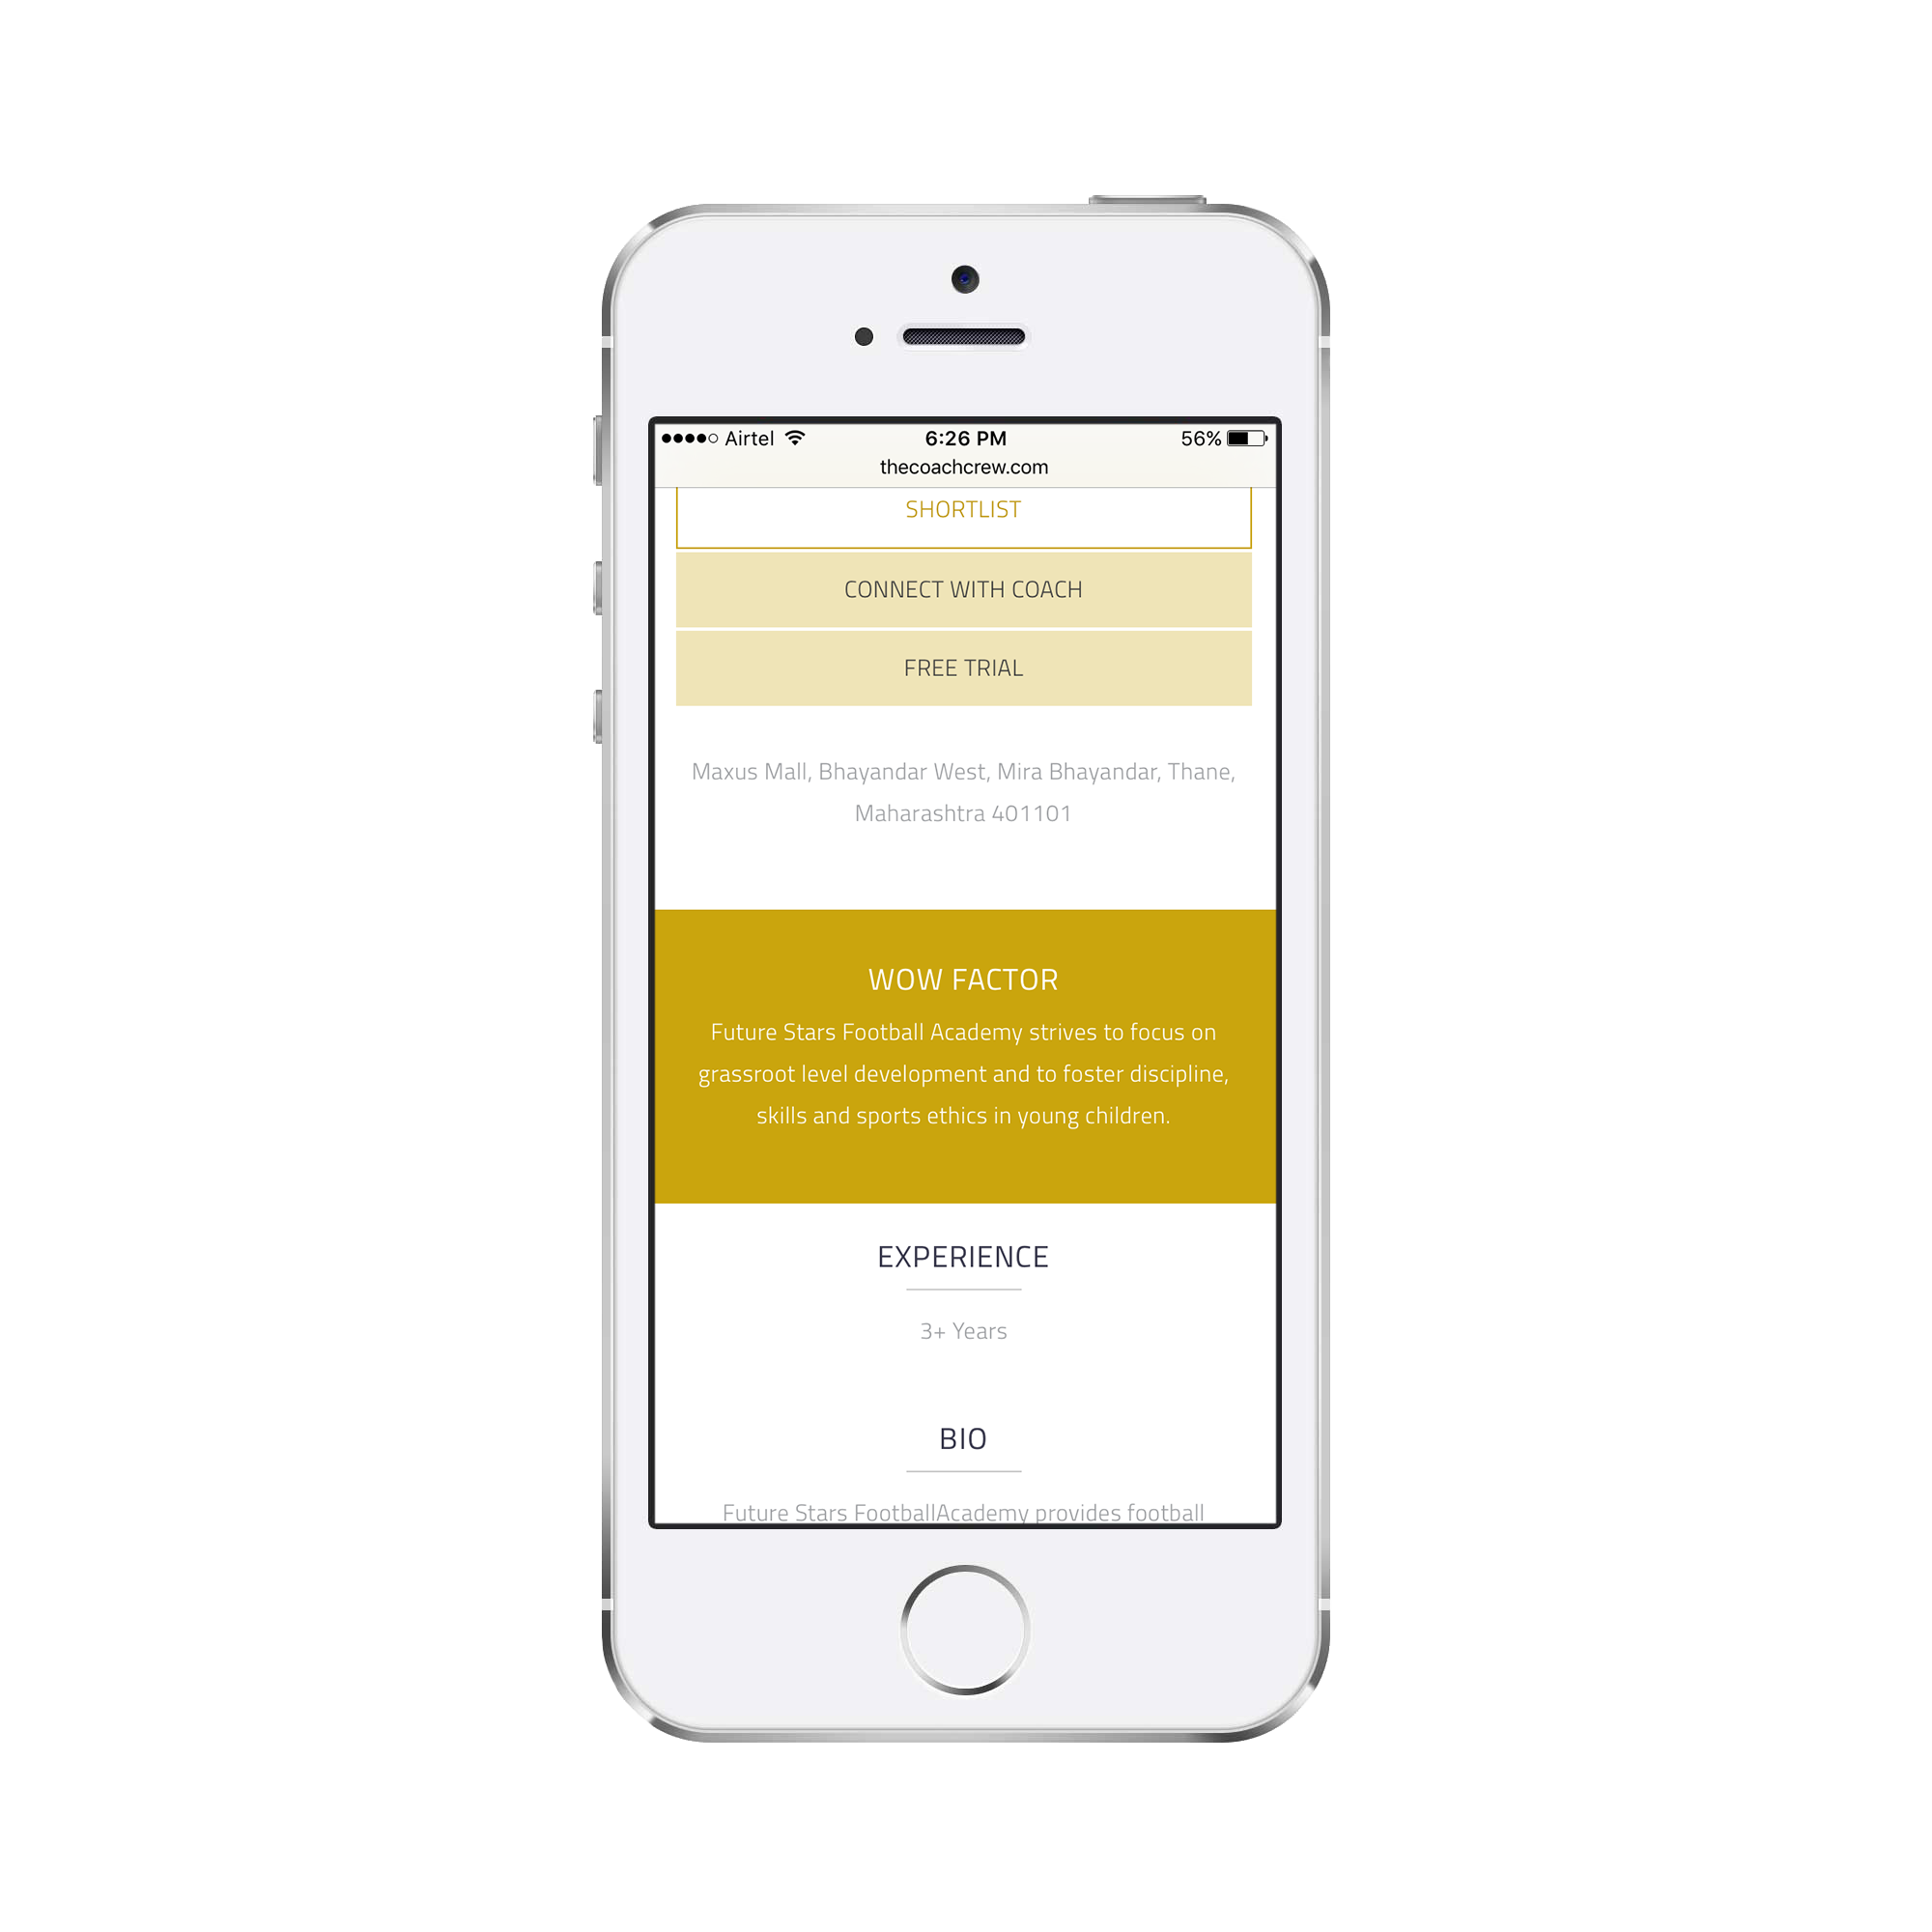 Airtel 6:26 PM 56%
thecoachcrew.com
SHORTLIST
CONNECT WITH COACH
FREE TRIAL
Maxus Mall, Bhayandar West, Mira Bhayandar, Thane,
Maharashtra 401101
WOW FACTOR
Future Stars Football Academy strives to focus on
grassroot level development and to foster discipline,
skills and sports ethics in young children.
EXPERIENCE
3+ Years
BIO
Future Stars FootballAcademy provides football